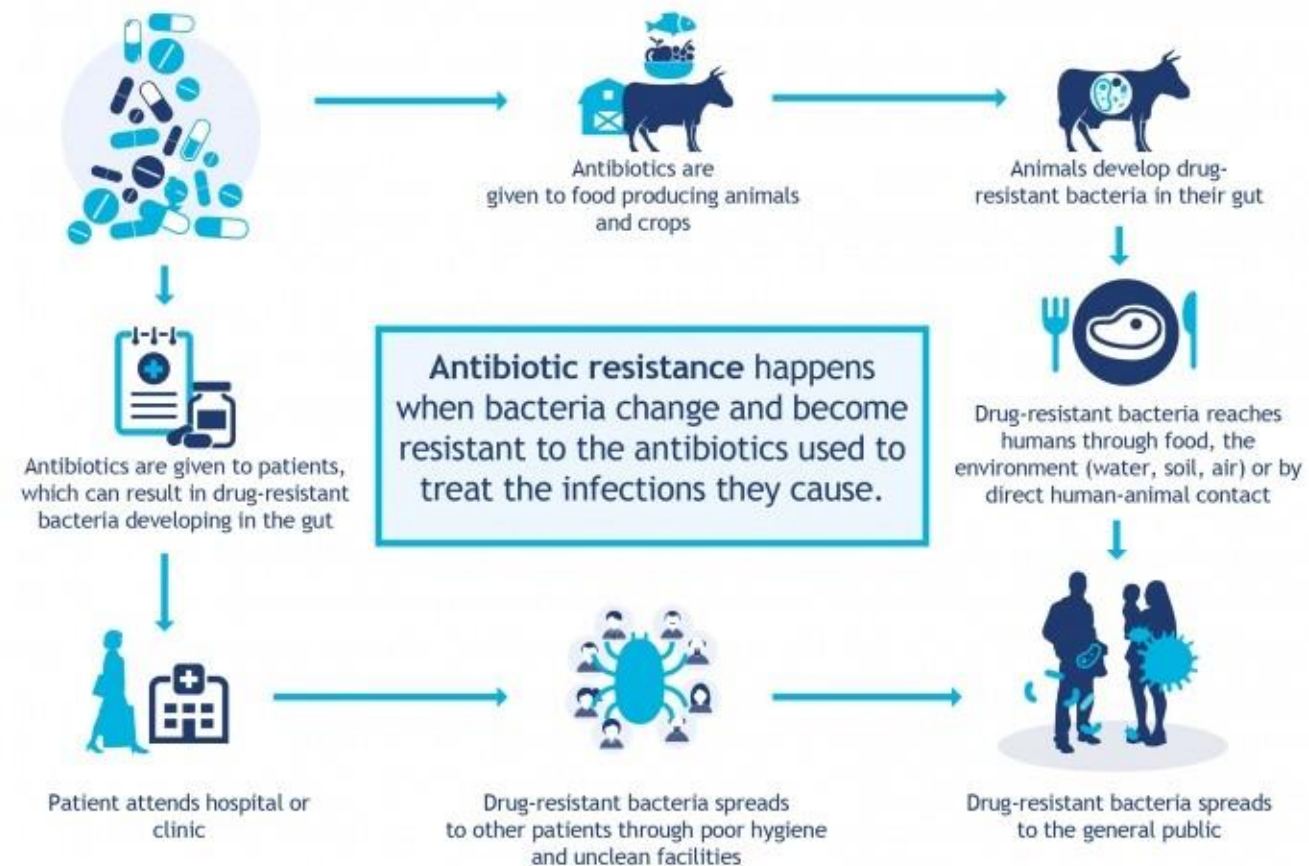 Antibiotics are
given to food producing animals
and crops
Animals develop drug-
resistant bacteria in their gut
Antibiotics are given to patients,
which can result in drug-resistant
bacteria developing in the gut
Antibiotic resistance happens
when bacteria change and become
resistant to the antibiotics used to
treat the infections they cause.
Drug-resistant bacteria reaches
humans through food, the
environment (water, soil, air) or by
direct human-animal contact
Patient attends hospital or
clinic
Drug-resistant bacteria spreads
to other patients through poor hygiene
and unclean facilities
Drug-resistant bacteria spreads
to the general public